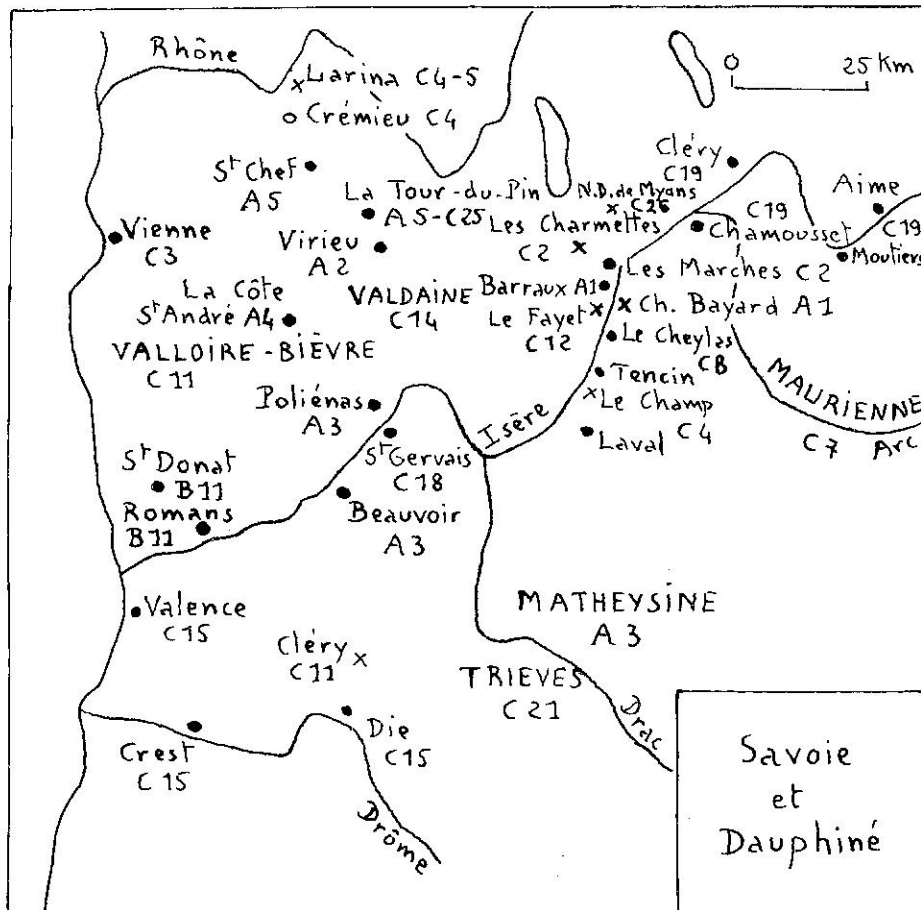 Rhône
Larina C4-5
Crémieu C4
O 25 Km
St Chef
A5
La Tour-du-Pin
A5-C25
N.D. de Myans
C26
Cléry
C19
Aime
C19
Moutiers
C19
Chamousset
Les Charmettes
C2
Vienne
C3
Virieu
A2
Les Marches C2
La Côte
St André A4
VALDAINE
C14
Barraux A1
Ch. Bayard A1
Le Fayet
C12
VALLOIRE-BIÈVRE
C11
Le Cheylas
C8
Tencin
Le Champ
C4
Laval
MAURIENNE
C7
Arc
Poliénas
A3
Isère
St Gervais
C18
St Donat
B11
Romans
B11
Beauvoir
A3
Valence
C15
Cléry
C11
MATHEYSINE
A3
TRIEVES
C21
Drac
Crest
C15
Die
C15
Drôme
Savoie
et
Dauphiné